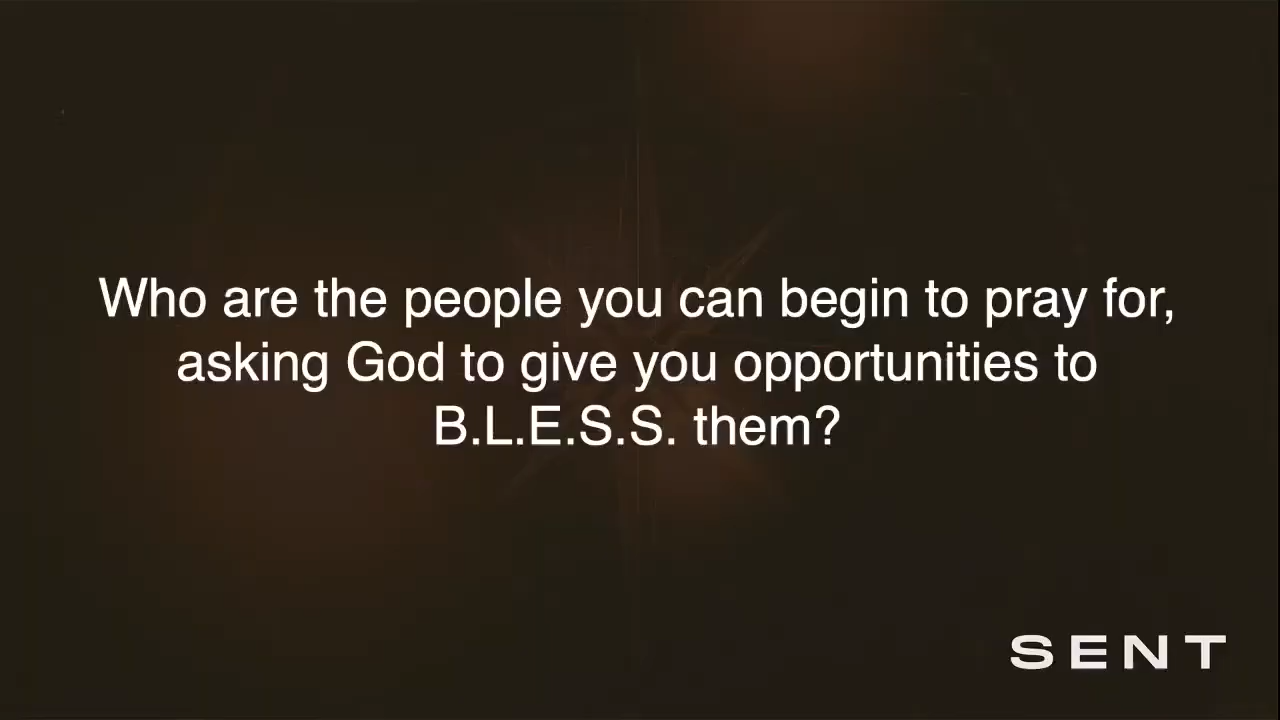 Who are the people you can begin to pray for,
asking God to give you opportunities to
B.L.E.S.S. them?
SENT